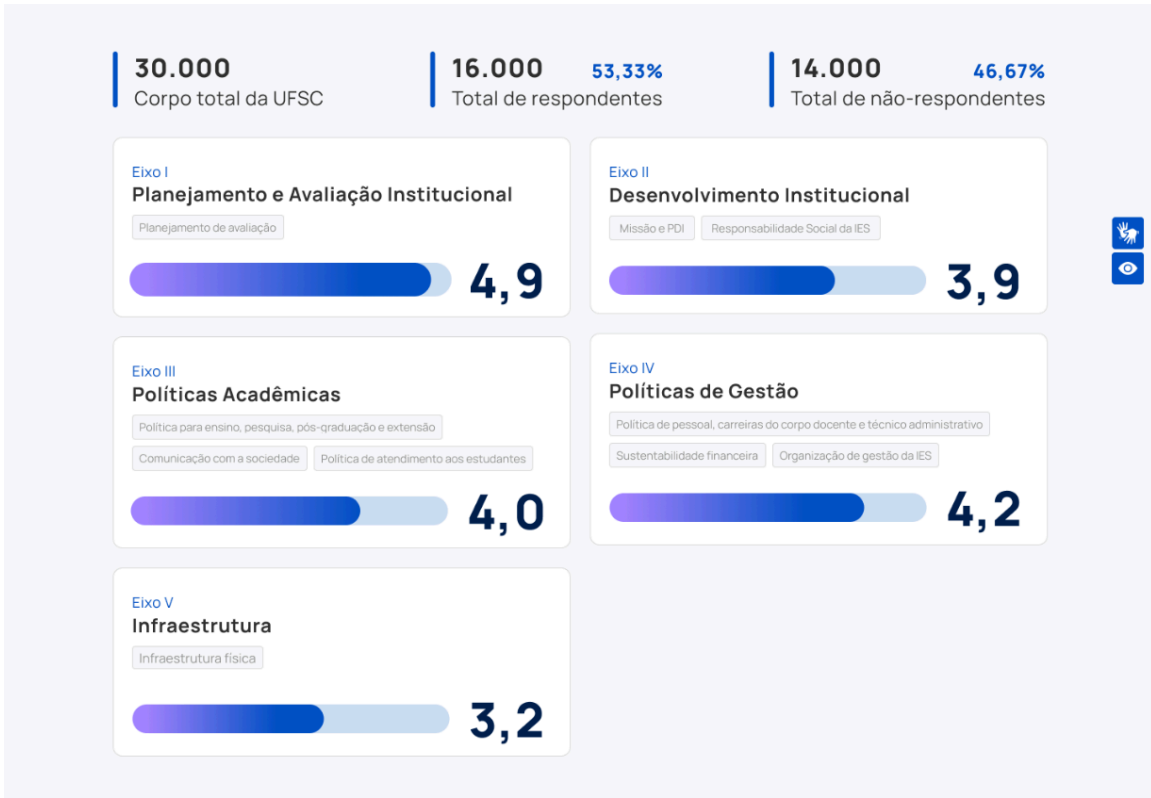 30.000
Corpo total da UFSC
16.000 53,33%
Total de respondentes
14.000 46,67%
Total de não-respondentes
Eixo I
Planejamento e Avaliação Institucional
Planejamento de avaliação
4,9
Eixo II
Desenvolvimento Institucional
Missão e PDI Responsabilidade Social da IES
3,9
Eixo III
Políticas Acadêmicas
Política para ensino, pesquisa, pós-graduação e extensão
Comunicação com a sociedade Política de atendimento aos estudantes
4,0
Eixo IV
Políticas de Gestão
Política de pessoal, carreiras do corpo docente e técnico administrativo
Sustentabilidade financeira Organização de gestão da IES
4,2
Eixo V
Infraestrutura
Infraestrutura física
3,2